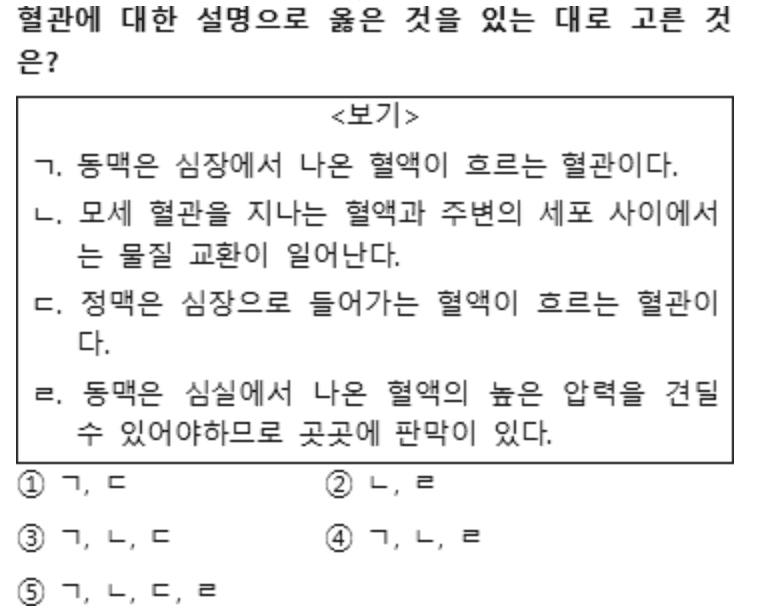 혈관에 대한 설명으로 옳은 것을 있는 대로 고른 것
은?
<보기>
ㄱ. 동맥은 심장에서 나온 혈액이 흐르는 혈관이다.
ㄴ. 모세 혈관을 지나는 혈액과 주변의 세포 사이에서
는 물질 교환이 일어난다.
ㄷ. 정맥은 심장으로 들어가는 혈액이 흐르는 혈관이
다.
ㄹ. 동맥은 심실에서 나온 혈액의 높은 압력을 견딜
수 있어야하므로 곳곳에 판막이 있다.
① ㄱ, ㄷ ② ㄴ, ㄹ
③ ㄱ, ㄴ, ㄷ ④ ㄱ, ㄴ, ㄹ
⑤ ㄱ, ㄴ, ㄷ, ㄹ